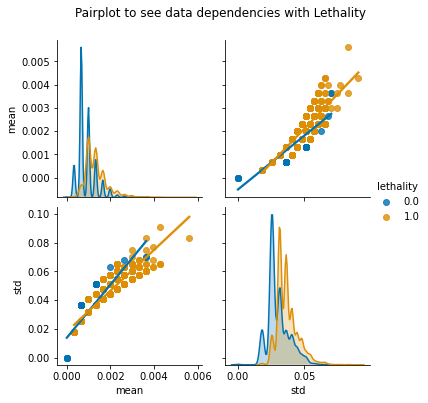 Pairplot to see data dependencies with Lethality
0.005
0.004
0.003
0.002
0.001
0.000
mean
lethality
0.0
1.0
0.10
0.08
0.06
0.04
0.02
0.00
std
0.000 0.002 0.004 0.006
mean
0.00 0.05
std